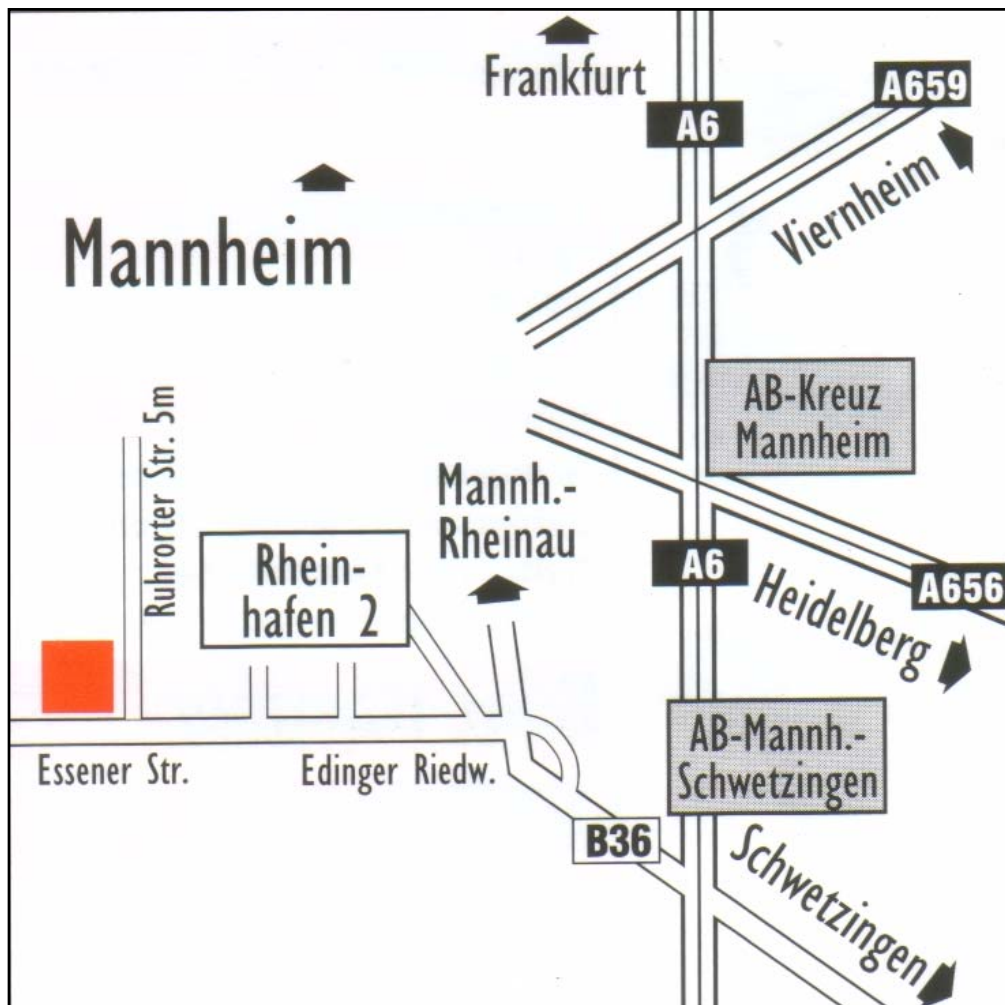 Frankfurt
A659
A6
Viernheim
Mannheim
AB-Kreuz
Mannheim
Ruhrorter Str. 5m
Mannh.-
Rheinau
Rhein-
hafen 2
A6
A656
Heidelberg
AB-Mannh.-
Schwetzingen
Essener Str.
Edinger Riedw.
B36
Schwetzingen